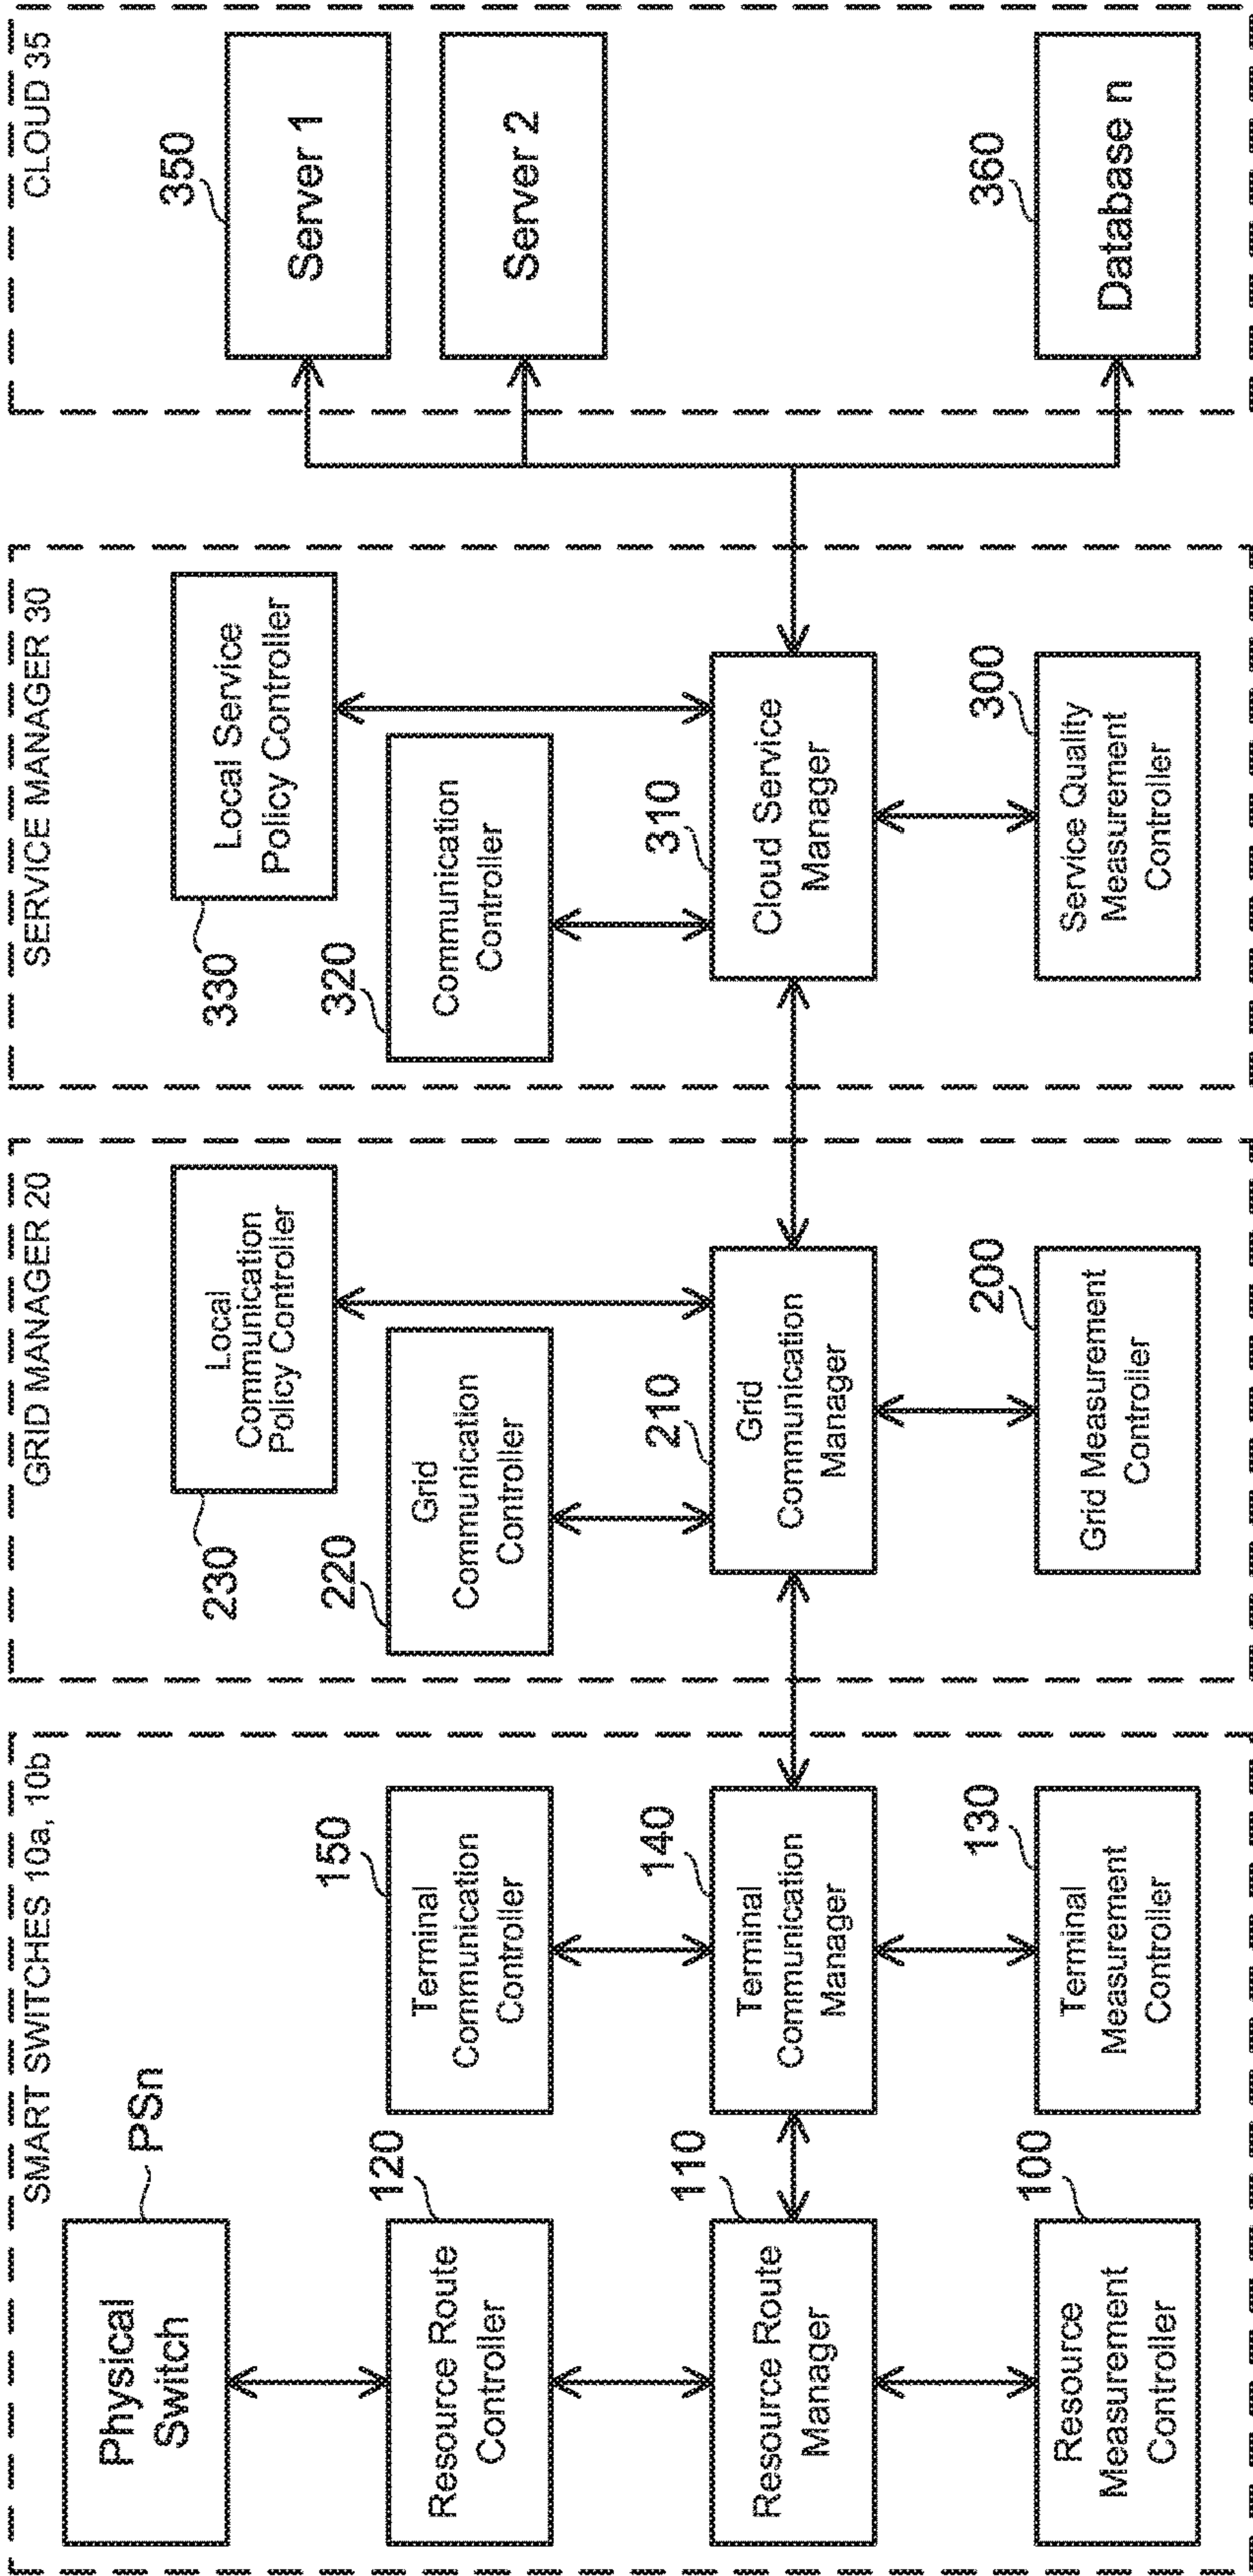 SMART SWITCHES 10a, 10b
Physical
Switch
PSn
Resource Route
Controller
120
Resource Route
Manager
110
Resource
Measurement
Controller
100
Terminal
Communication
Controller
150
Terminal
Communication
Manager
140
Terminal
Measurement
Controller
130
GRID MANAGER 20
Local
Communication
Policy Controller
230
Grid
Communication
Controller
220
Grid
Communication
Manager
210
Grid Measurement
Controller
200
SERVICE MANAGER 30
Local Service
Policy Controller
330
Communication
Controller
320
Cloud Service
Manager
310
Service Quality
Measurement
Controller
300
CLOUD 35
Server 1
350
Server 2
Database n
360